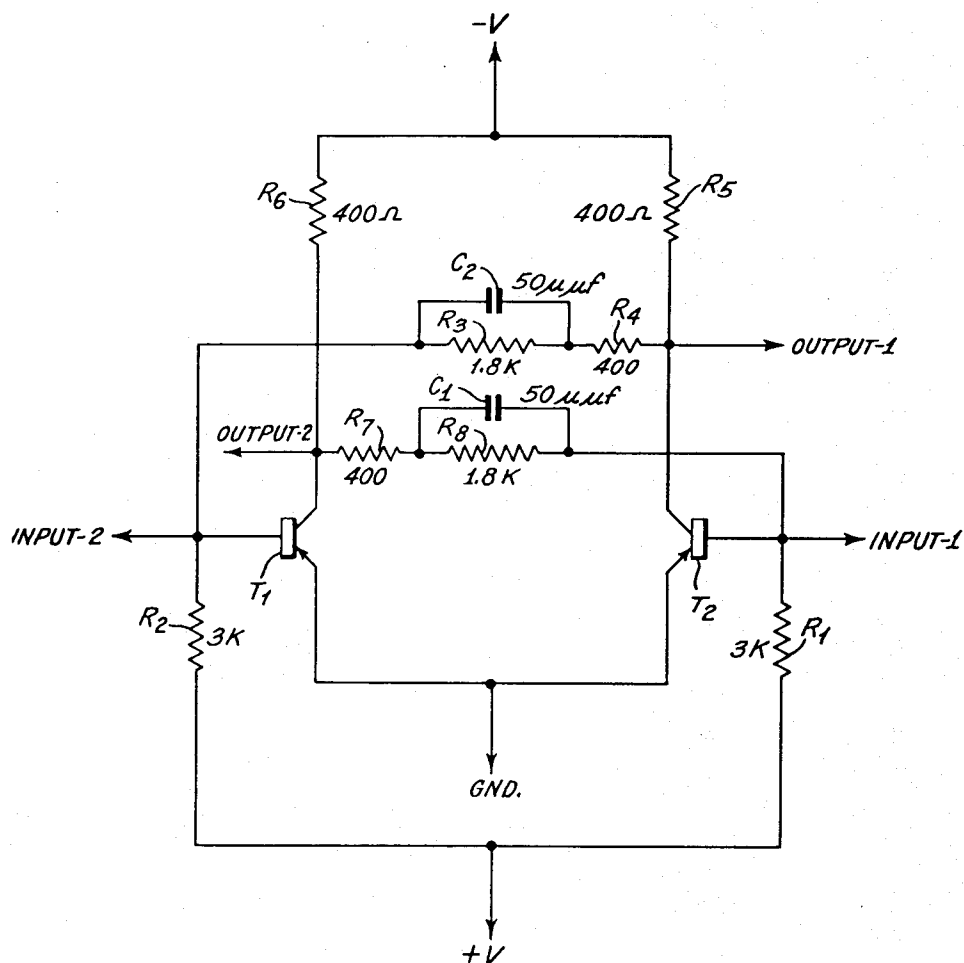 -V
R6
400Ω
400Ω
R5
C2
50μμf
R3
R4
1.8K
400
OUTPUT-1
C1
50μμf
OUTPUT-2
R7
R8
400
1.8K
INPUT-2
INPUT-1
T1
T2
R2
3K
3K
R1
GND.
+V